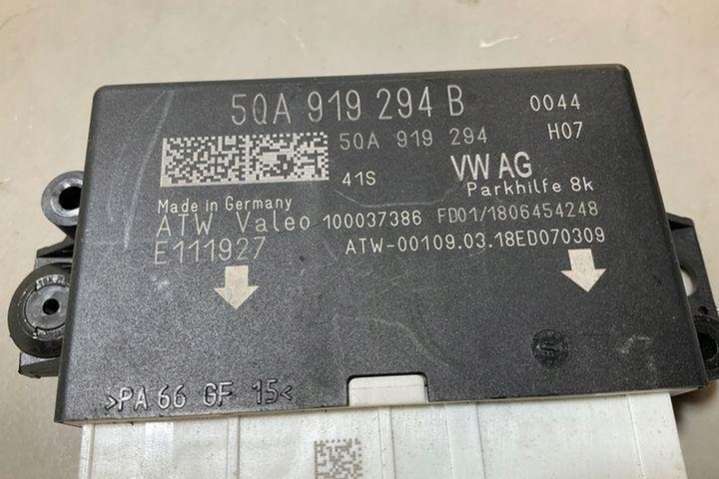 5QA 919 294 B 0044
5QA 919 294 H07
41S VW AG
Parkhilfe 8k
Made in Germany
ATW Valeo 100037386 FD01/1806454248
E111927 ATW-00109.03.18ED070309
>PA 66 GF 15<